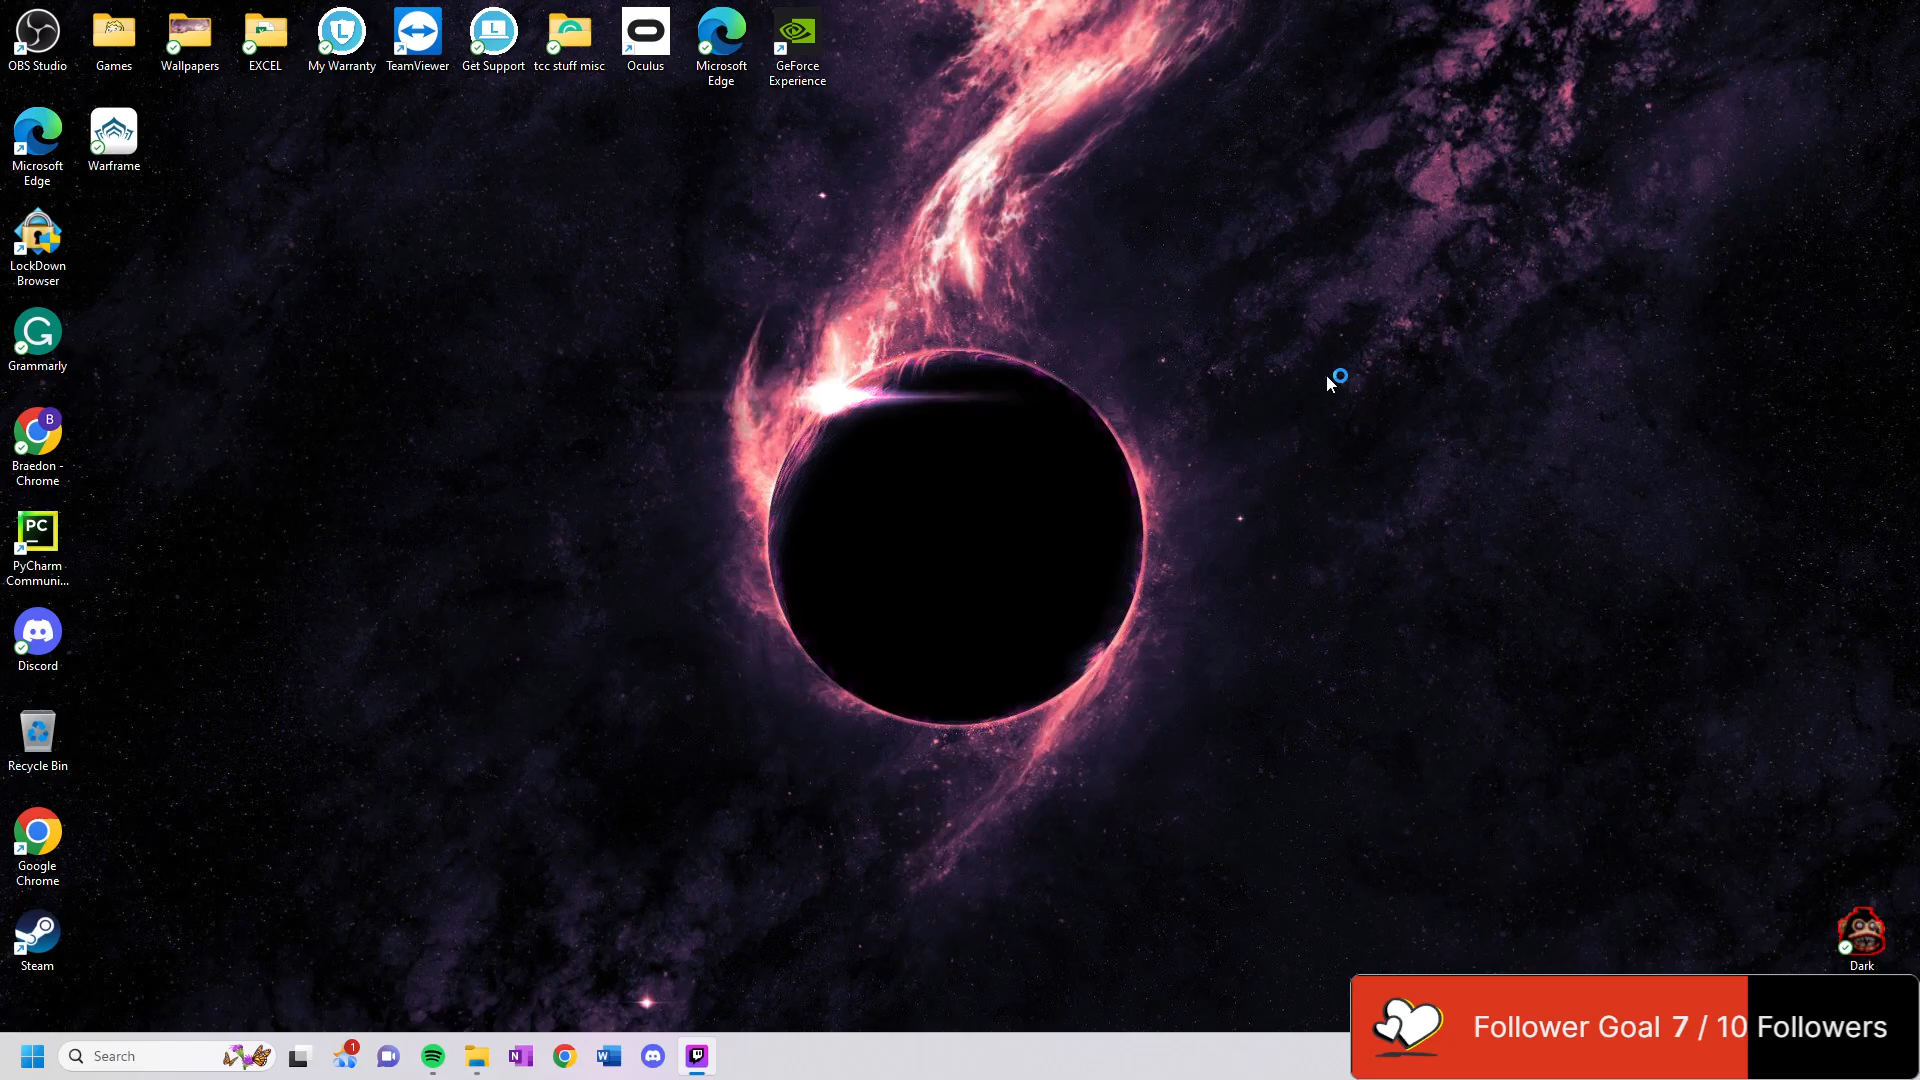 OBS Studio
Games
Wallpapers
EXCEL
My Warranty
TeamViewer
Get Support
tcc stuff misc
Oculus
Microsoft
Edge
GeForce
Experience
Microsoft
Edge
Warframe
LockDown
Browser
Grammarly
B
Braedon -
Chrome
PC
PyCharm
Communi...
Discord
Recycle Bin
Google
Chrome
Steam
Dark
Follower Goal 7 / 10 Followers
Search
1
N
W